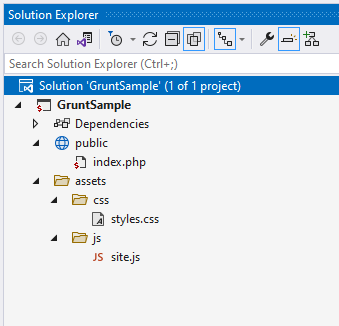 Solution Explorer
Search Solution Explorer (Ctrl+;)
Solution 'GruntSample' (1 of 1 project)
GruntSample
Dependencies
public
index.php
assets
css
styles.css
js
JS site.js